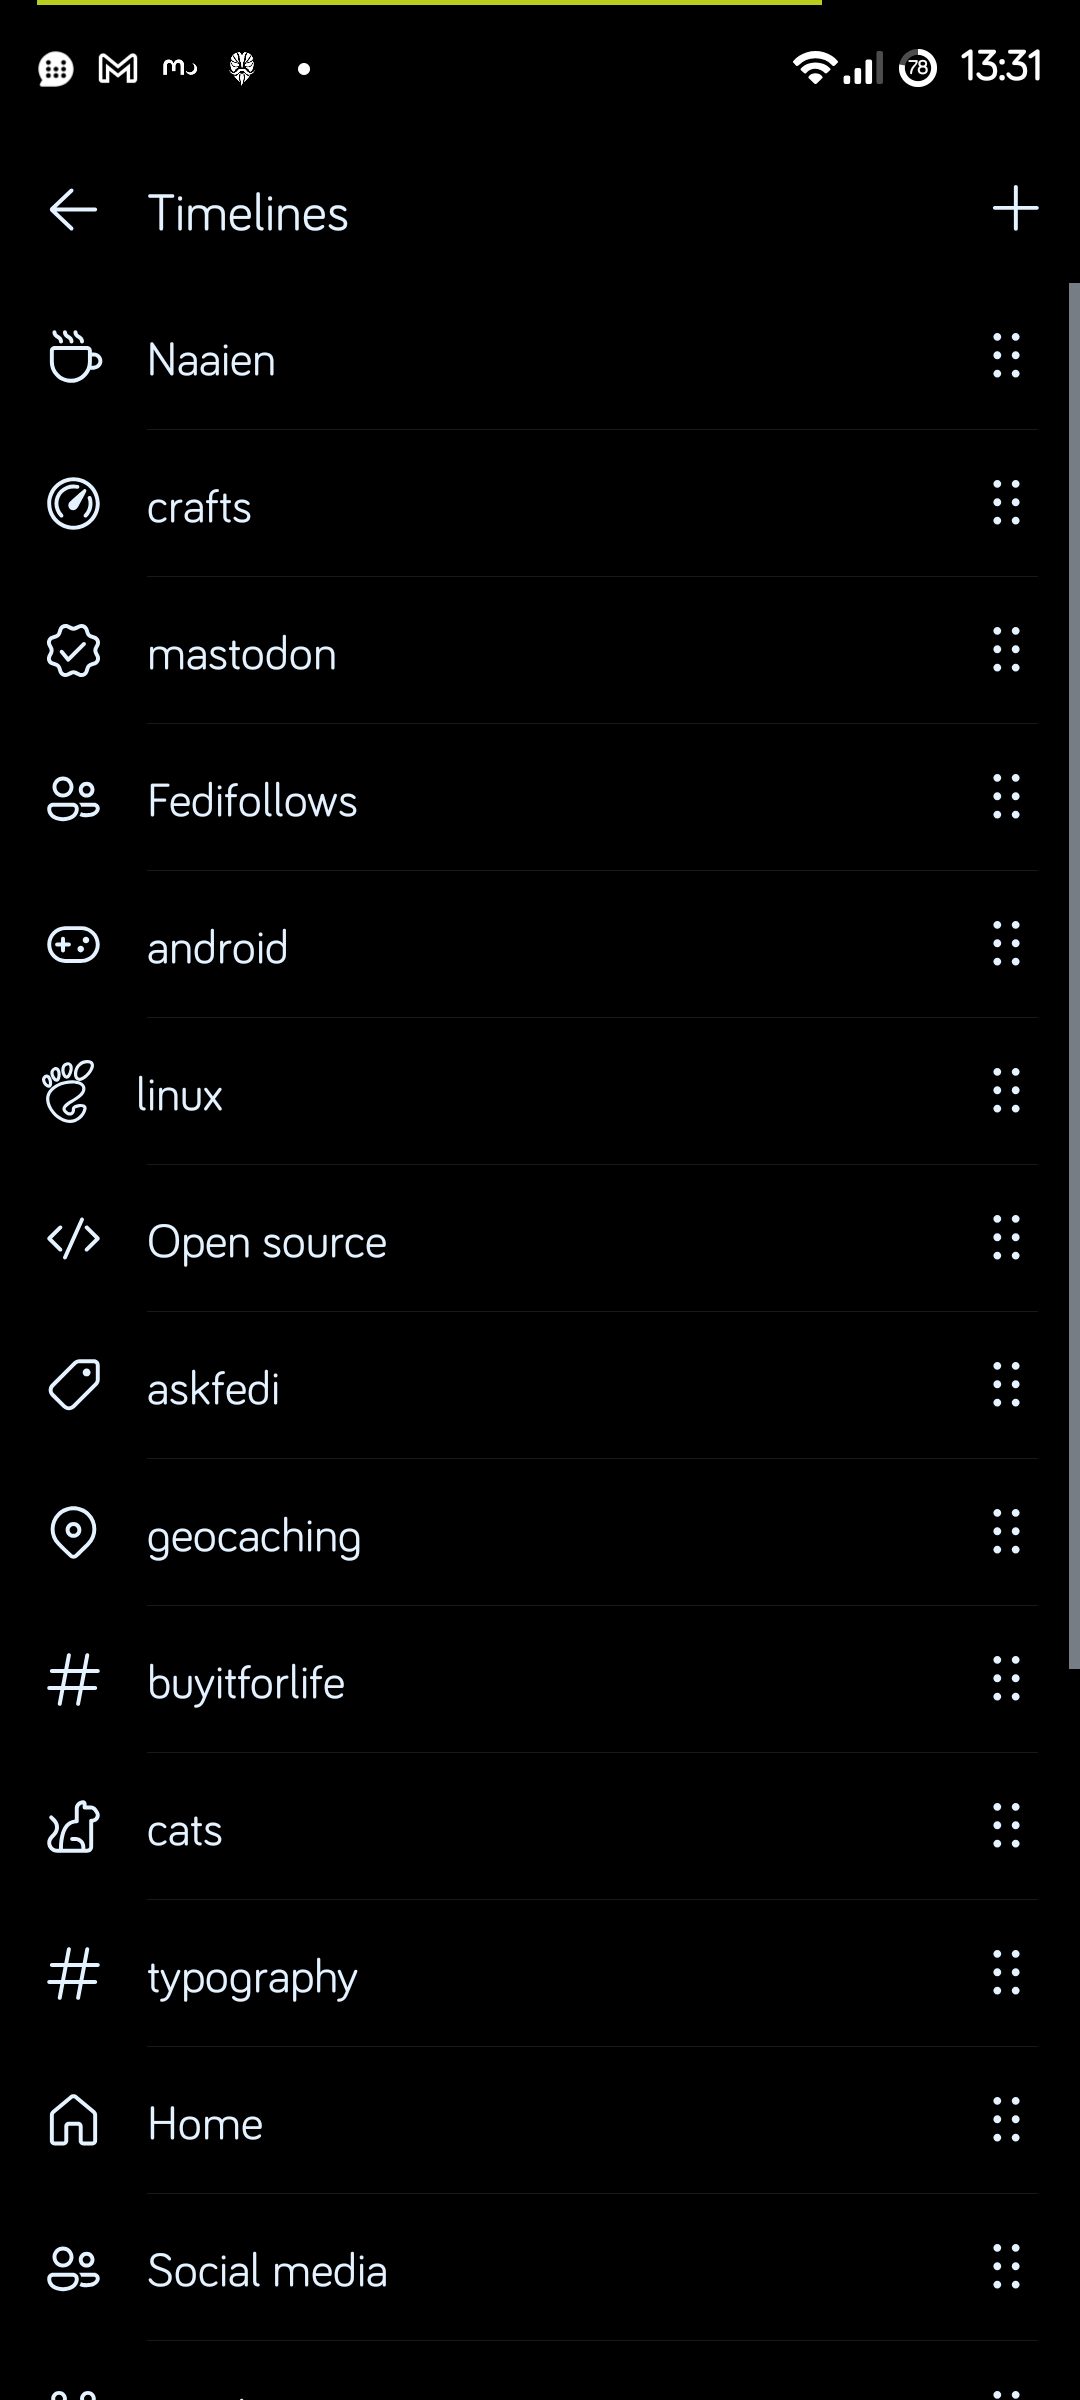 78 13:31
Timelines
Naaien
crafts
mastodon
Fedifollows
android
linux
Open source
askfedi
geocaching
buyitforlife
cats
typography
Home
Social media